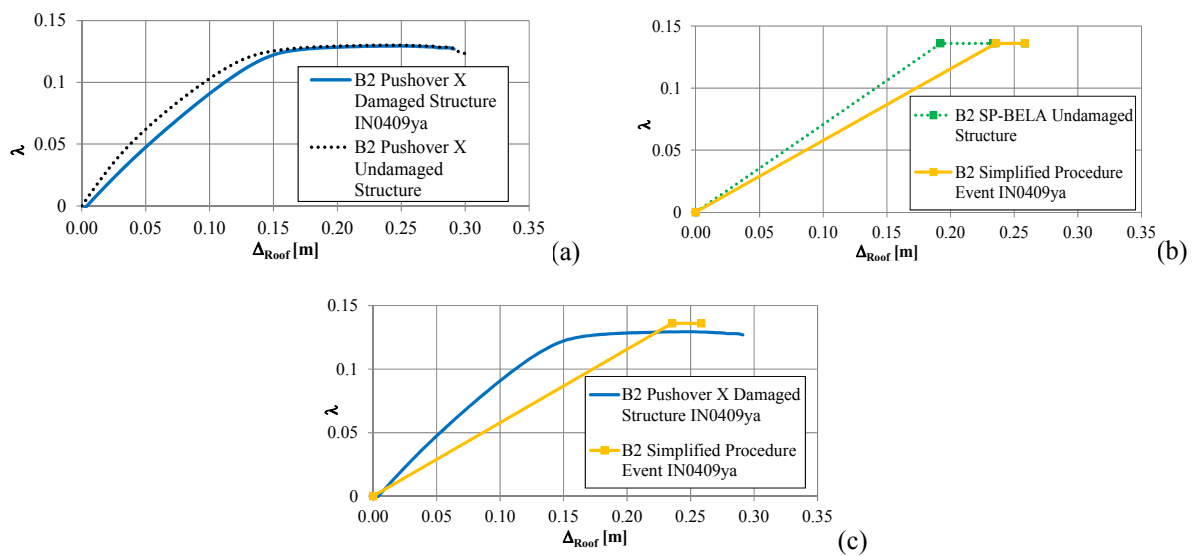 0.15
0.1
0.05
0
λ
0.00 0.05 0.10 0.15 0.20 0.25 0.30 0.35
ΔRoof [m]
B2 Pushover X
Damaged Structure
IN0409ya
B2 Pushover X
Undamaged
Structure
(a)
0.15
0.1
0.05
0
λ
0.00 0.05 0.10 0.15 0.20 0.25 0.30 0.35
ΔRoof [m]
B2 SP-BELA Undamaged
Structure
B2 Simplified Procedure
Event IN0409ya
(b)
0.15
0.1
0.05
0
λ
0.00 0.05 0.10 0.15 0.20 0.25 0.30 0.35
ΔRoof [m]
B2 Pushover X Damaged
Structure IN0409ya
B2 Simplified Procedure
Event IN0409ya
(c)